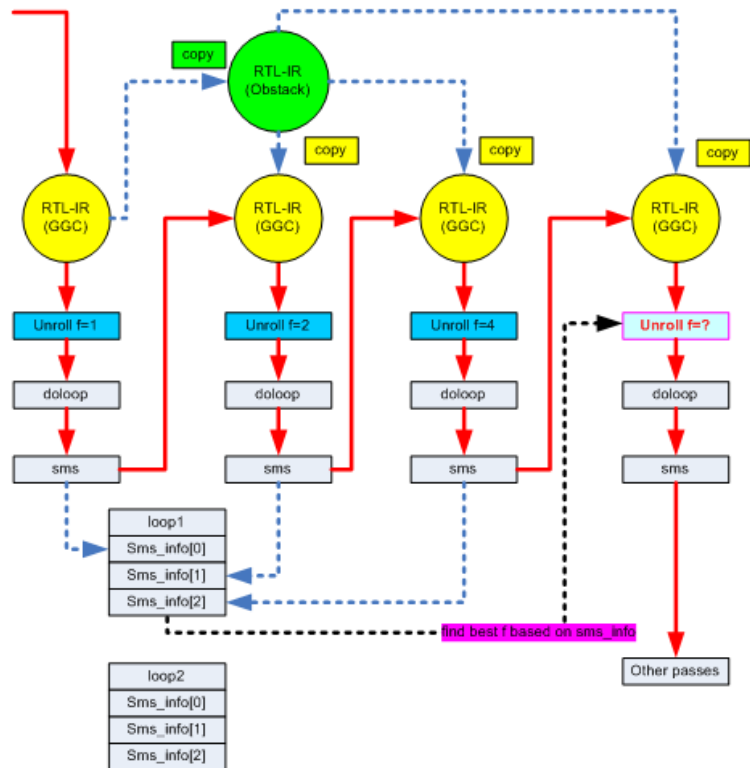 copy
RTL-IR
(Obstack)
copy
copy
copy
RTL-IR
(GGC)
RTL-IR
(GGC)
RTL-IR
(GGC)
RTL-IR
(GGC)
Unroll f=1
Unroll f=2
Unroll f=4
Unroll f=?
doloop
doloop
doloop
doloop
sms
sms
sms
sms
loop1
Sms_info[0]
Sms_info[1]
Sms_info[2]
find best f based on sms_info
Other passes
loop2
Sms_info[0]
Sms_info[1]
Sms_info[2]